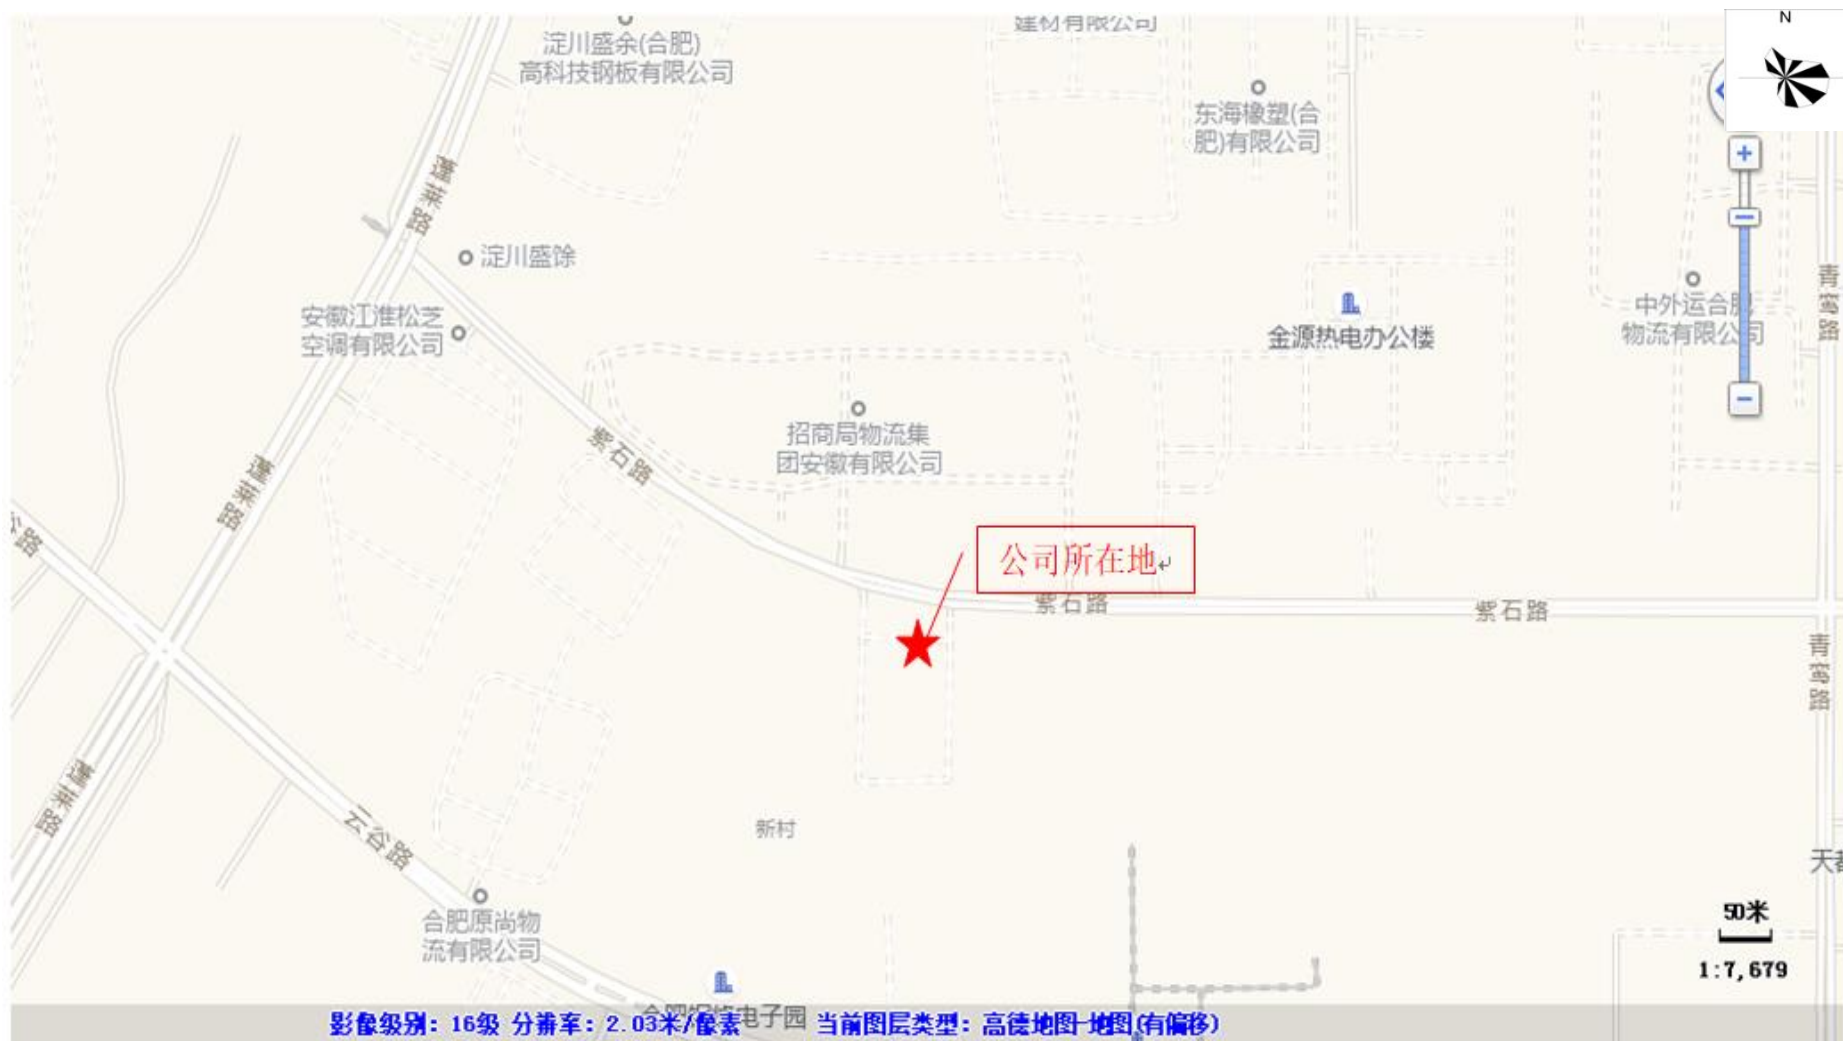 建材有限公司
N
淀川盛余(合肥)
高科技钢板有限公司
东海橡塑(合
肥)有限公司
蓬莱路
淀川盛馀
安徽江淮松芝
空调有限公司
金源热电办公楼
中外运合肥
物流有限公司
青鸾路
招商局物流集
团安徽有限公司
紫石路
蓬莱路
路
公司所在地
紫石路
紫石路
青鸾路
蓬莱路
云谷路
新村
天都
合肥原尚物
流有限公司
50米
1:7,679
电子园
影像级别：16级 分辨率：2.03米/像素
当前图层类型：高德地图-地图(有偏移)